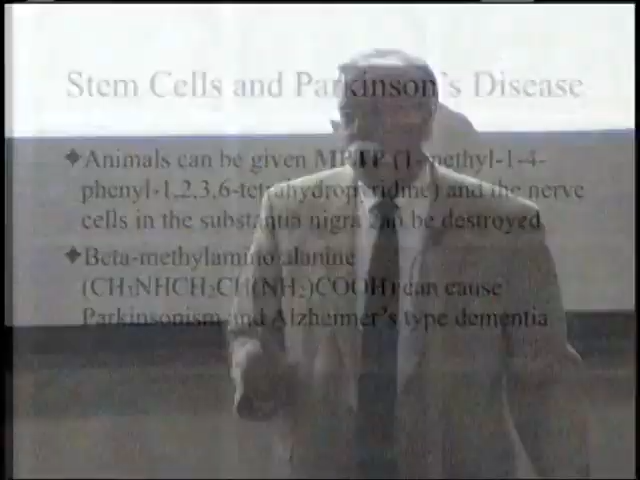 Stem Cells and Parkinson's Disease
❖Animals can be given MPTP (1-methyl-1-4-
phenyl-1,2,3,6-tetrahydropyridine) and the nerve
cells in the substantia nigra can be destroyed
❖Beta-methylamino alanine
(CH₃NHCH₂CH(NH₂)COOH) can cause
Parkinsonism and Alzheimer's type dementia